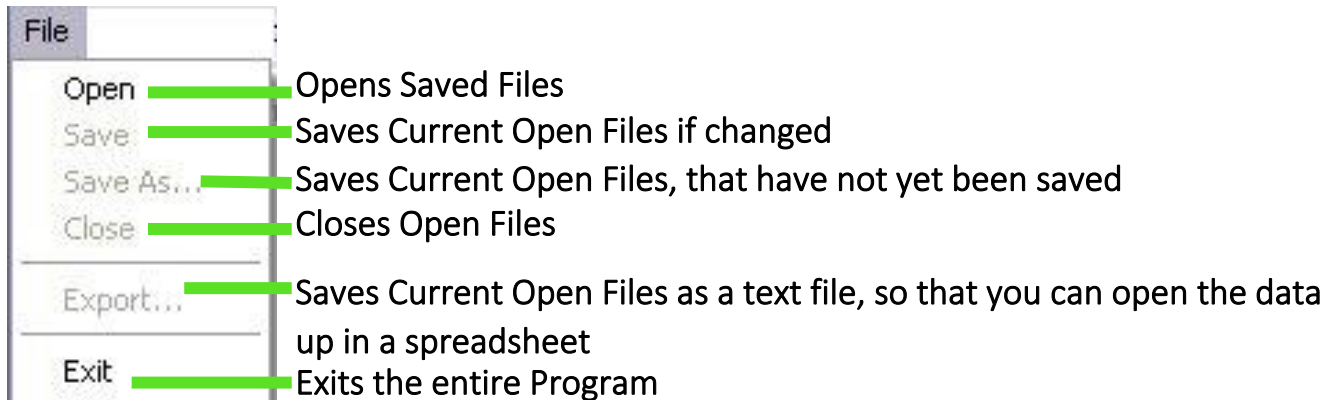 File
Open Opens Saved Files
Save Saves Current Open Files if changed
Save As... Saves Current Open Files, that have not yet been saved
Close Closes Open Files
Export... Saves Current Open Files as a text file, so that you can open the data
up in a spreadsheet
Exit Exits the entire Program